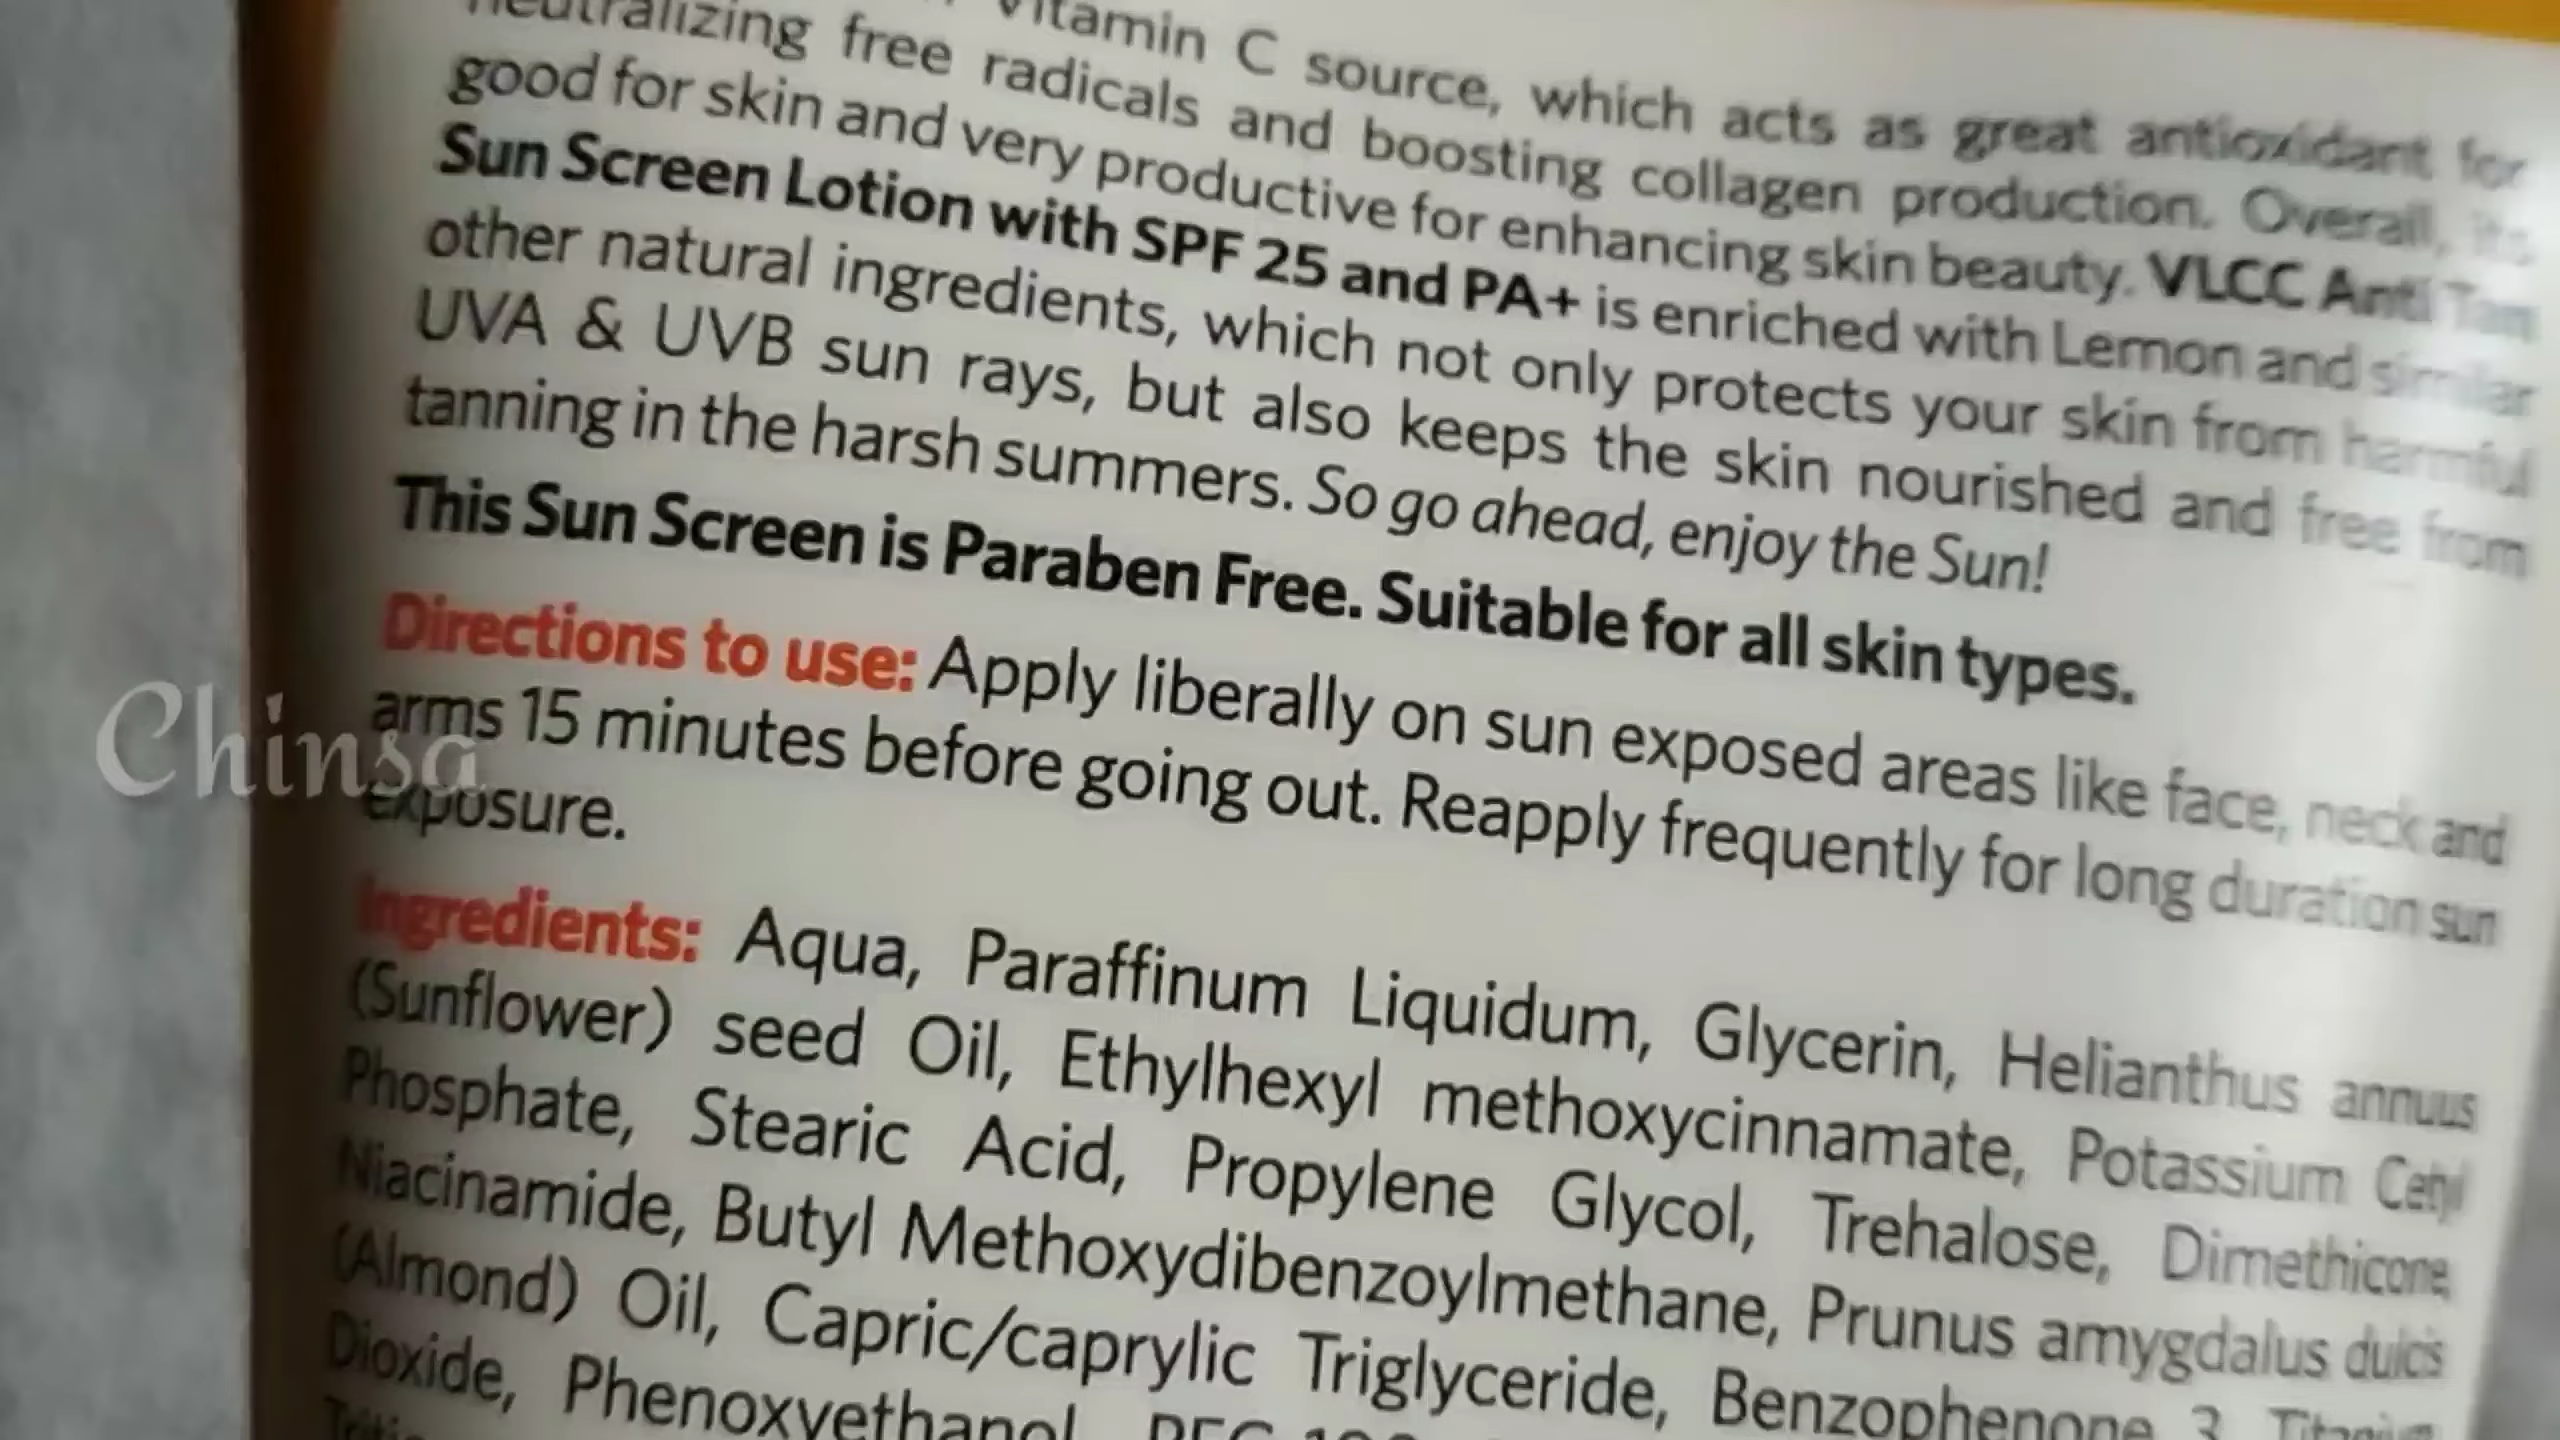 Vitamin C source, which acts as great antioxidant for
neutralizing free radicals and boosting collagen production. Overall, its
good for skin and very productive for enhancing skin beauty. VLCC Anti Tan
Sun Screen Lotion with SPF 25 and PA+ is enriched with Lemon and similar
other natural ingredients, which not only protects your skin from harmful
UVA & UVB sun rays, but also keeps the skin nourished and free from
tanning in the harsh summers. So go ahead, enjoy the Sun!
This Sun Screen is Paraben Free. Suitable for all skin types.
Directions to use: Apply liberally on sun exposed areas like face, neck and
arms 15 minutes before going out. Reapply frequently for long duration sun
exposure.
Chinsa
Ingredients: Aqua, Paraffinum Liquidum, Glycerin, Helianthus annuus
(Sunflower) seed Oil, Ethylhexyl methoxycinnamate, Potassium Cetyl
Phosphate, Stearic Acid, Propylene Glycol, Trehalose, Dimethicone,
Niacinamide, Butyl Methoxydibenzoylmethane, Prunus amygdalus dulcis
(Almond) Oil, Capric/caprylic Triglyceride, Benzophenone 3, Titanium
Dioxide, Phenoxyethanol,